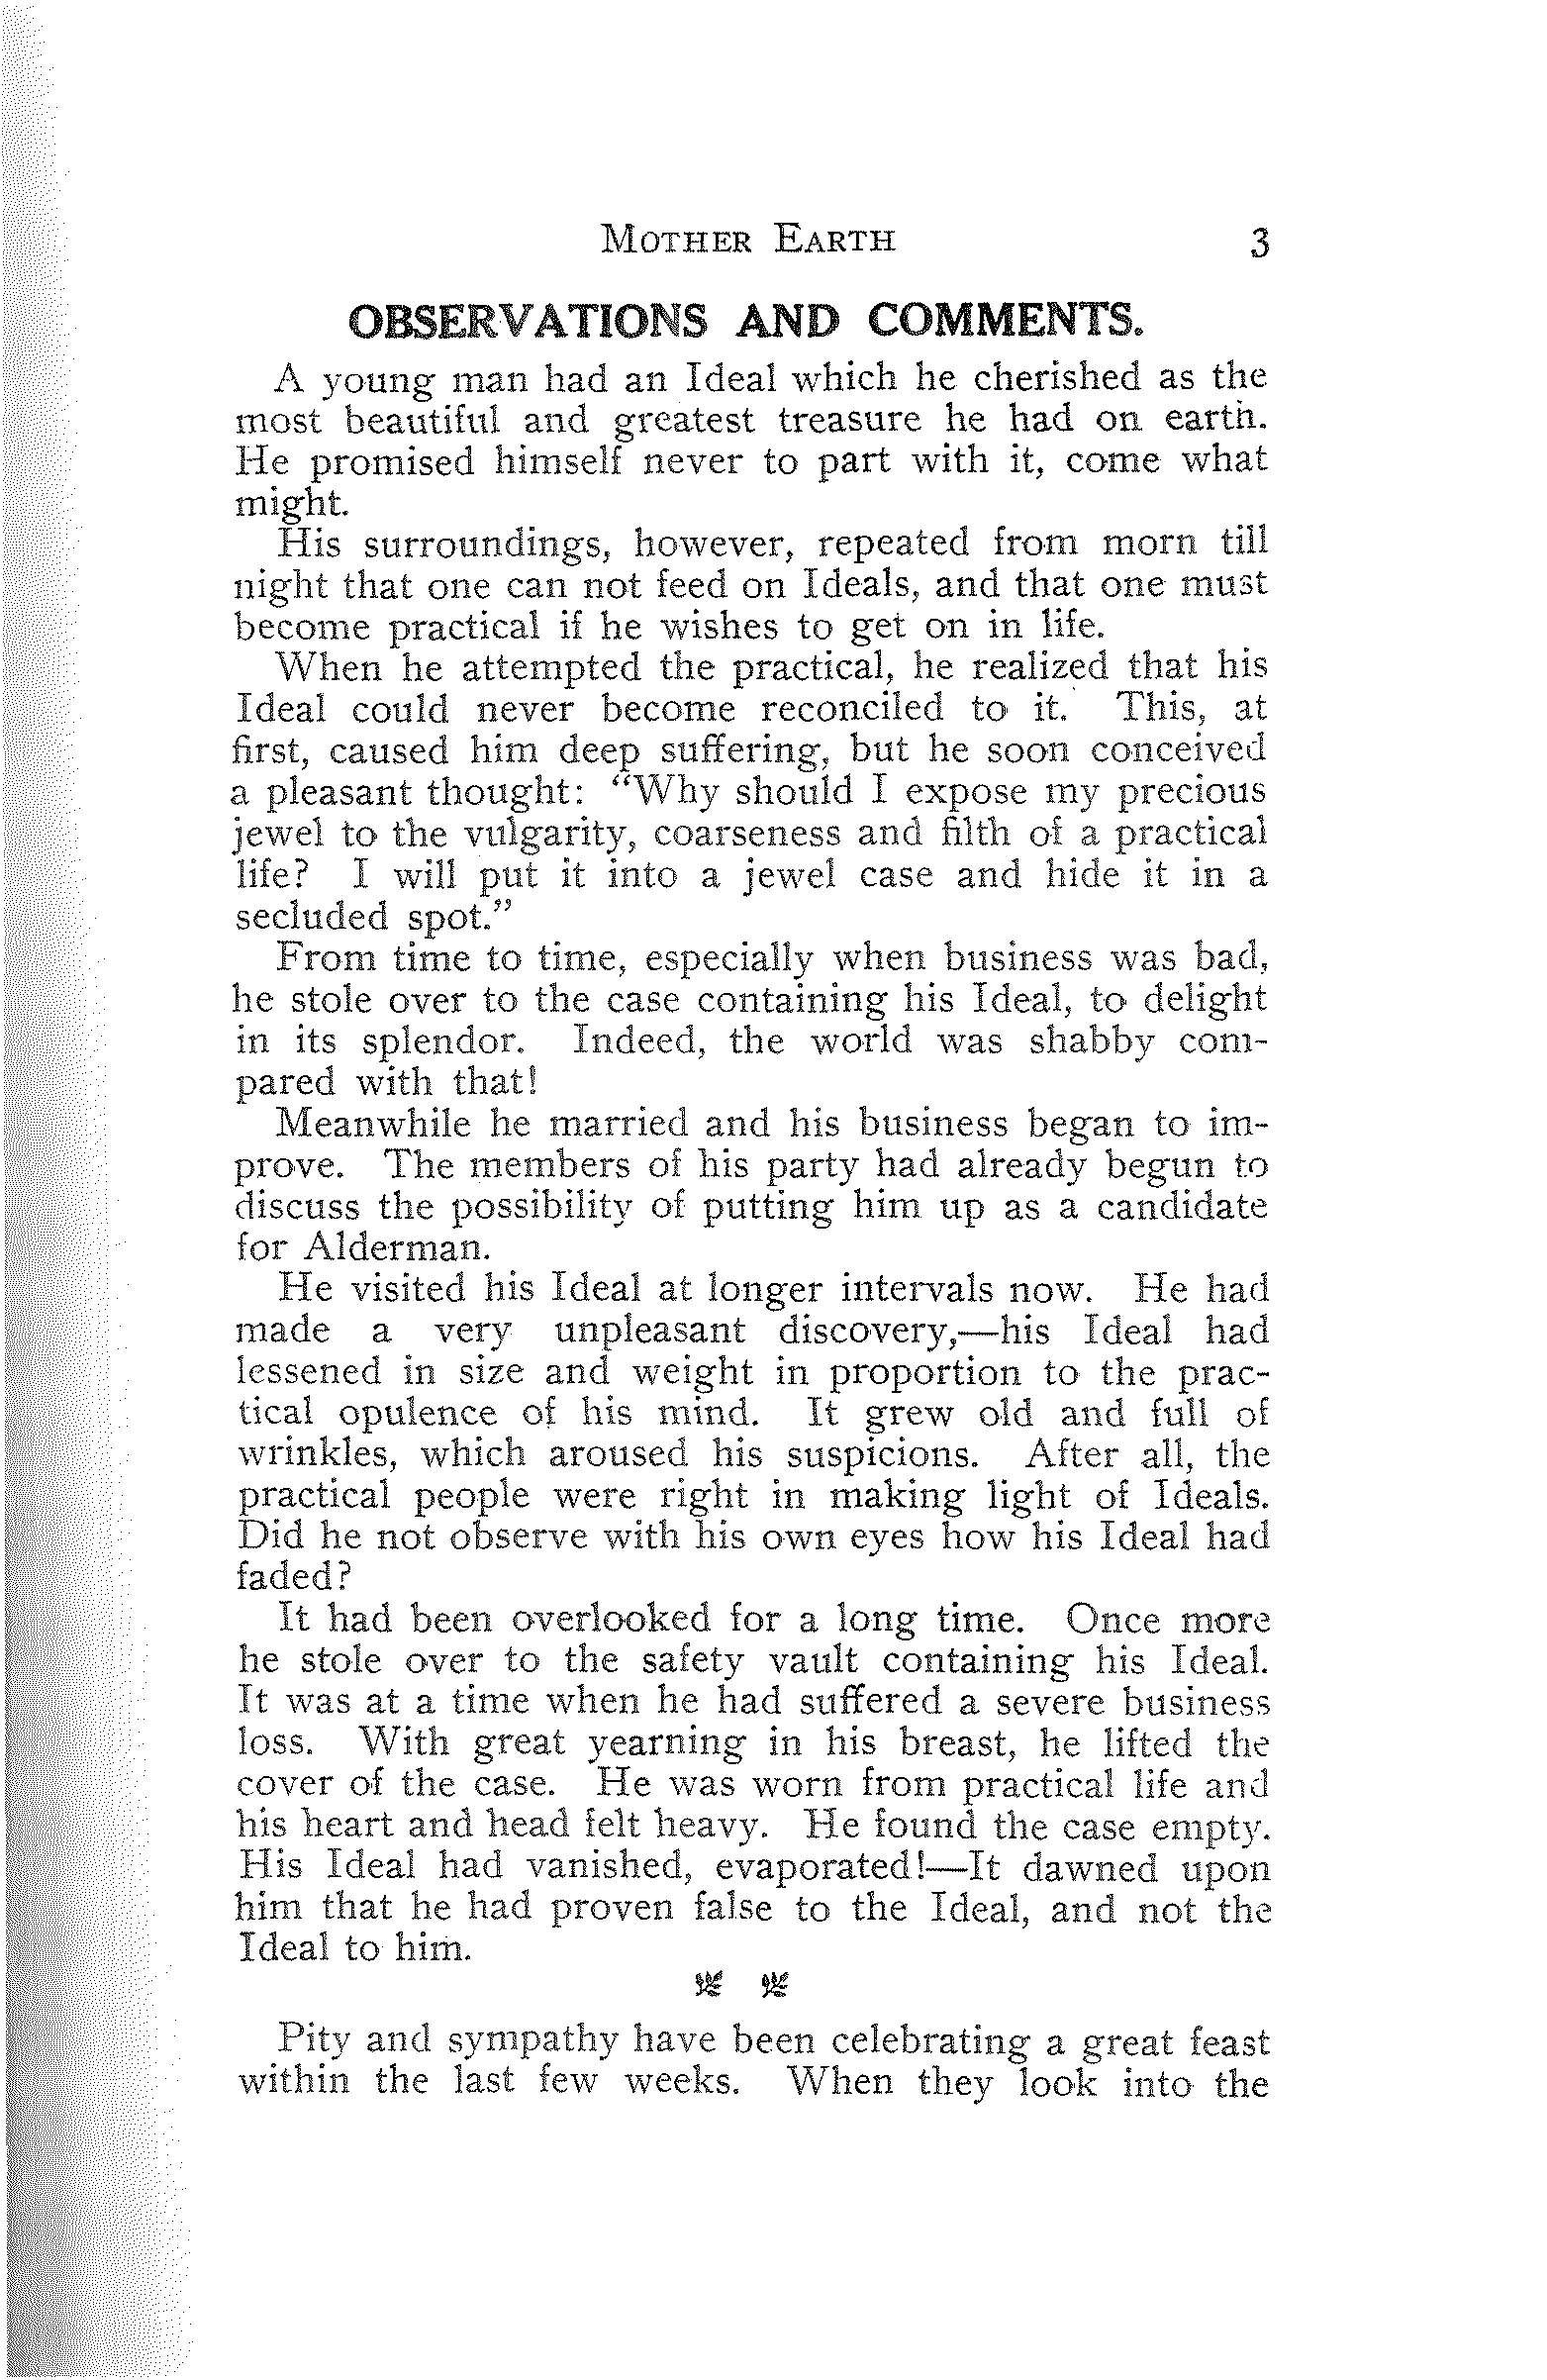 MOTHER EARTH 3
OBSERVATIONS AND COMMENTS.
A young man had an Ideal which he cherished as the
most beautiful and greatest treasure he had on earth.
He promised himself never to part with it, come what
might.
His surroundings, however, repeated from morn till
night that one can not feed on Ideals, and that one must
become practical if he wishes to get on in life.
When he attempted the practical, he realized that his
Ideal could never become reconciled to it. This, at
first, caused him deep suffering, but he soon conceived
a pleasant thought: "Why should I expose my precious
jewel to the vulgarity, coarseness and filth of a practical
life? I will put it into a jewel case and hide it in a
secluded spot."
From time to time, especially when business was bad,
he stole over to the case containing his Ideal, to delight
in its splendor. Indeed, the world was shabby com-
pared with that!
Meanwhile he married and his business began to im-
prove. The members of his party had already begun to
discuss the possibility of putting him up as a candidate
for Alderman.
He visited his Ideal at longer intervals now. He had
made a very unpleasant discovery,—his Ideal had
lessened in size and weight in proportion to the prac-
tical opulence of his mind. It grew old and full of
wrinkles, which aroused his suspicions. After all, the
practical people were right in making light of Ideals.
Did he not observe with his own eyes how his Ideal had
faded?
It had been overlooked for a long time. Once more
he stole over to the safety vault containing his Ideal.
It was at a time when he had suffered a severe business
loss. With great yearning in his breast, he lifted the
cover of the case. He was worn from practical life and
his heart and head felt heavy. He found the case empty.
His Ideal had vanished, evaporated!—It dawned upon
him that he had proven false to the Ideal, and not the
Ideal to him.
Pity and sympathy have been celebrating a great feast
within the last few weeks. When they look into the